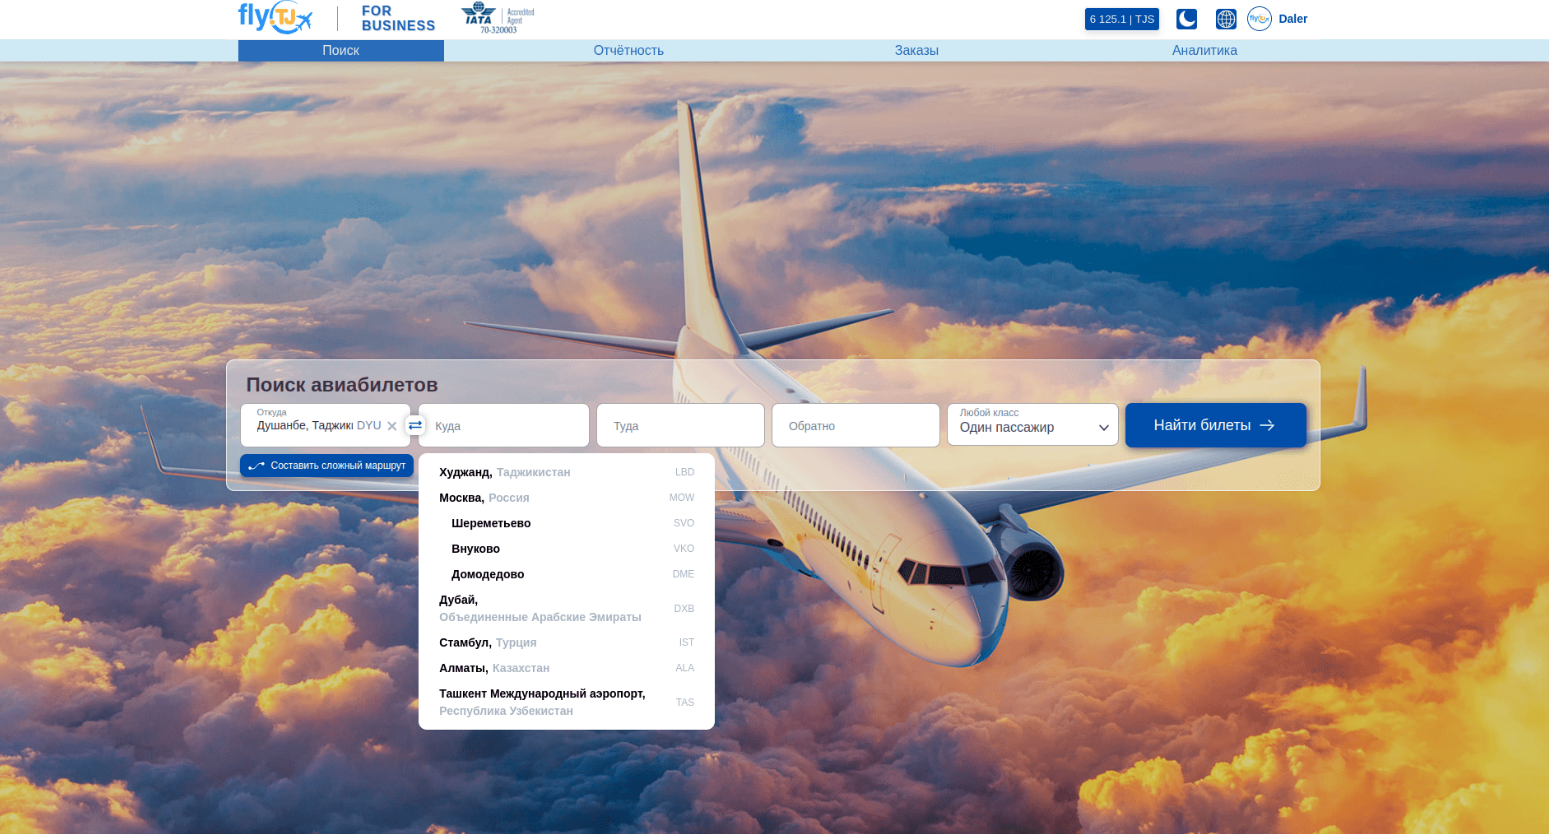 fly.TJ
FOR
BUSINESS
IATA
Accredited
Agent
70-320003
6 125.1 | TJS
Daler
Поиск
Отчётность
Заказы
Аналитика
Поиск авиабилетов
Откуда
Душанбе, Таджики DYU
Куда
Туда
Обратно
Любой класс
Один пассажир
Найти билеты
Составить сложный маршрут
Худжанд, Таджикистан LBD
Москва, Россия MOW
Шереметьево SVO
Внуково VKO
Домодедово DME
Дубай,
Объединенные Арабские Эмираты DXB
Стамбул, Турция IST
Алматы, Казахстан ALA
Ташкент Международный аэропорт,
Республика Узбекистан TAS